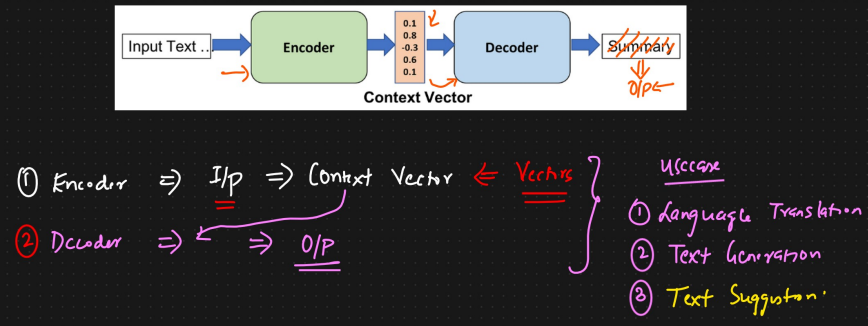 Input Text ..
Encoder
0.1
0.8
-0.3
0.6
0.1
Decoder
Summary
O/P
Context Vector
① Encoder ⇒ I/p ⇒ Context Vector ⇐ Vectors
② Decoder ⇒ ⇒ O/P
Usecase
① Language Translation
② Text Generation
③ Text Suggestion.